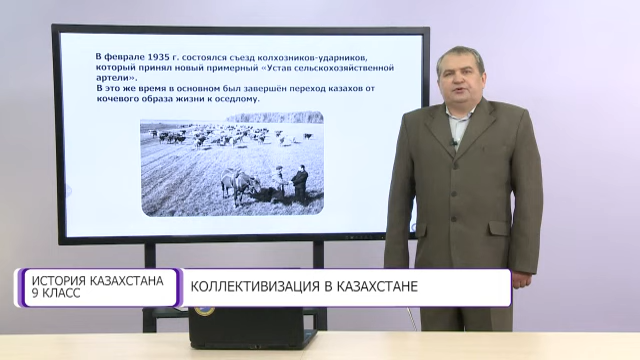 В феврале 1935 г. состоялся съезд колхозников-ударников,
который принял новый примерный «Устав сельскохозяйственной
артели».
В это же время в основном был завершён переход казахов от
кочевого образа жизни к оседлому.
ИСТОРИЯ КАЗАХСТАНА
9 КЛАСС
КОЛЛЕКТИВИЗАЦИЯ В КАЗАХСТАНЕ